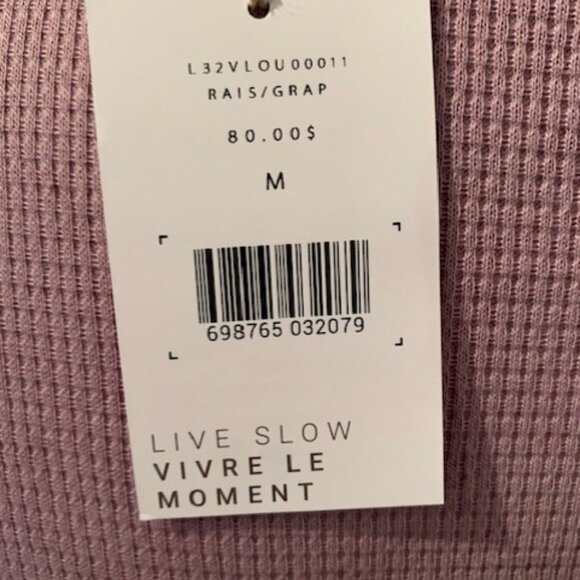 L32VLOU00011
RAIS/GRAP
80.00$
M
698765 032079
LIVE SLOW
VIVRE LE
MOMENT